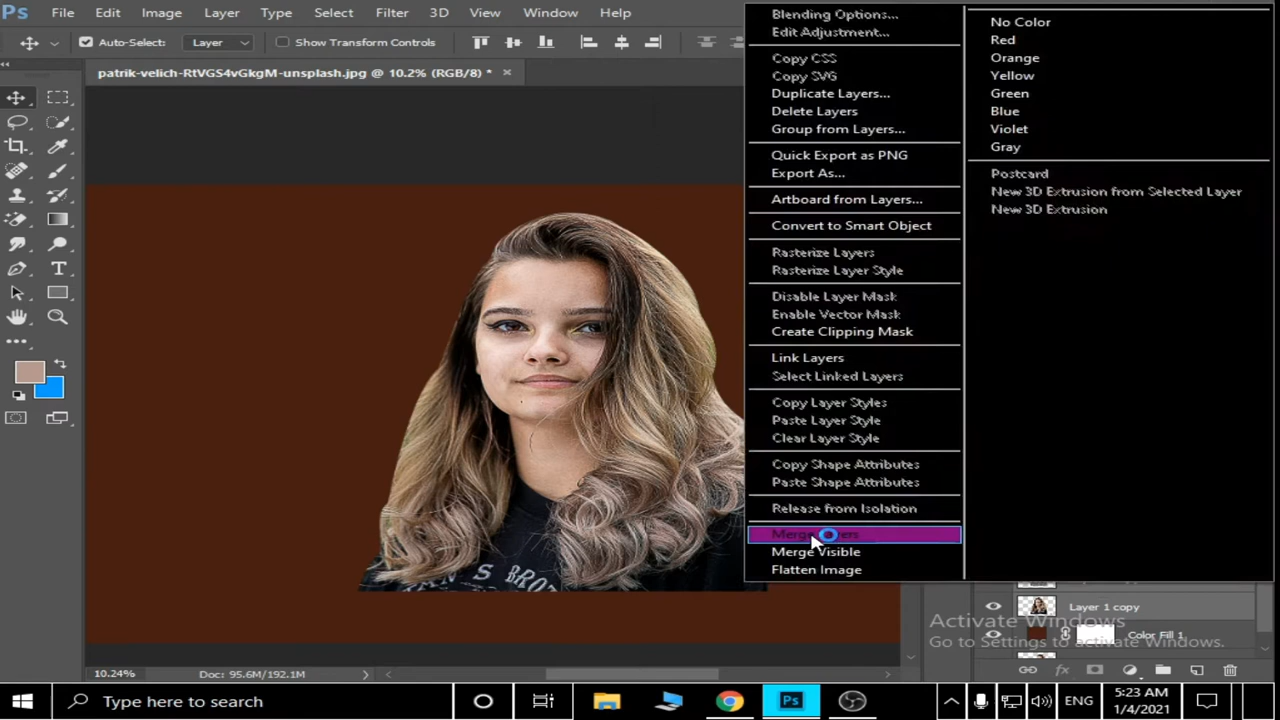 Ps File Edit Image Layer Type Select Filter 3D View Window Help
Auto-Select: Layer Show Transform Controls
patrik-velich-RtVGS4vGkgM-unsplash.jpg @ 10.2% (RGB/8) * ×
Blending Options...
Edit Adjustment...
Copy CSS
Copy SVG
Duplicate Layers...
Delete Layers
Group from Layers...
Quick Export as PNG
Export As...
Artboard from Layers...
Convert to Smart Object
Rasterize Layers
Rasterize Layer Style
Disable Layer Mask
Enable Vector Mask
Create Clipping Mask
Link Layers
Select Linked Layers
Copy Layer Styles
Paste Layer Style
Clear Layer Style
Copy Shape Attributes
Paste Shape Attributes
Release from Isolation
Merge Layers
Merge Visible
Flatten Image
No Color
Red
Orange
Yellow
Green
Blue
Violet
Gray
Postcard
New 3D Extrusion from Selected Layer
New 3D Extrusion
Layer 1 copy
Color Fill 1
Activate Windows
Go to Settings to activate Windows.
10.24% Doc: 95.6M/192.1M
Type here to search
Ps
ENG
5:23 AM
1/4/2021